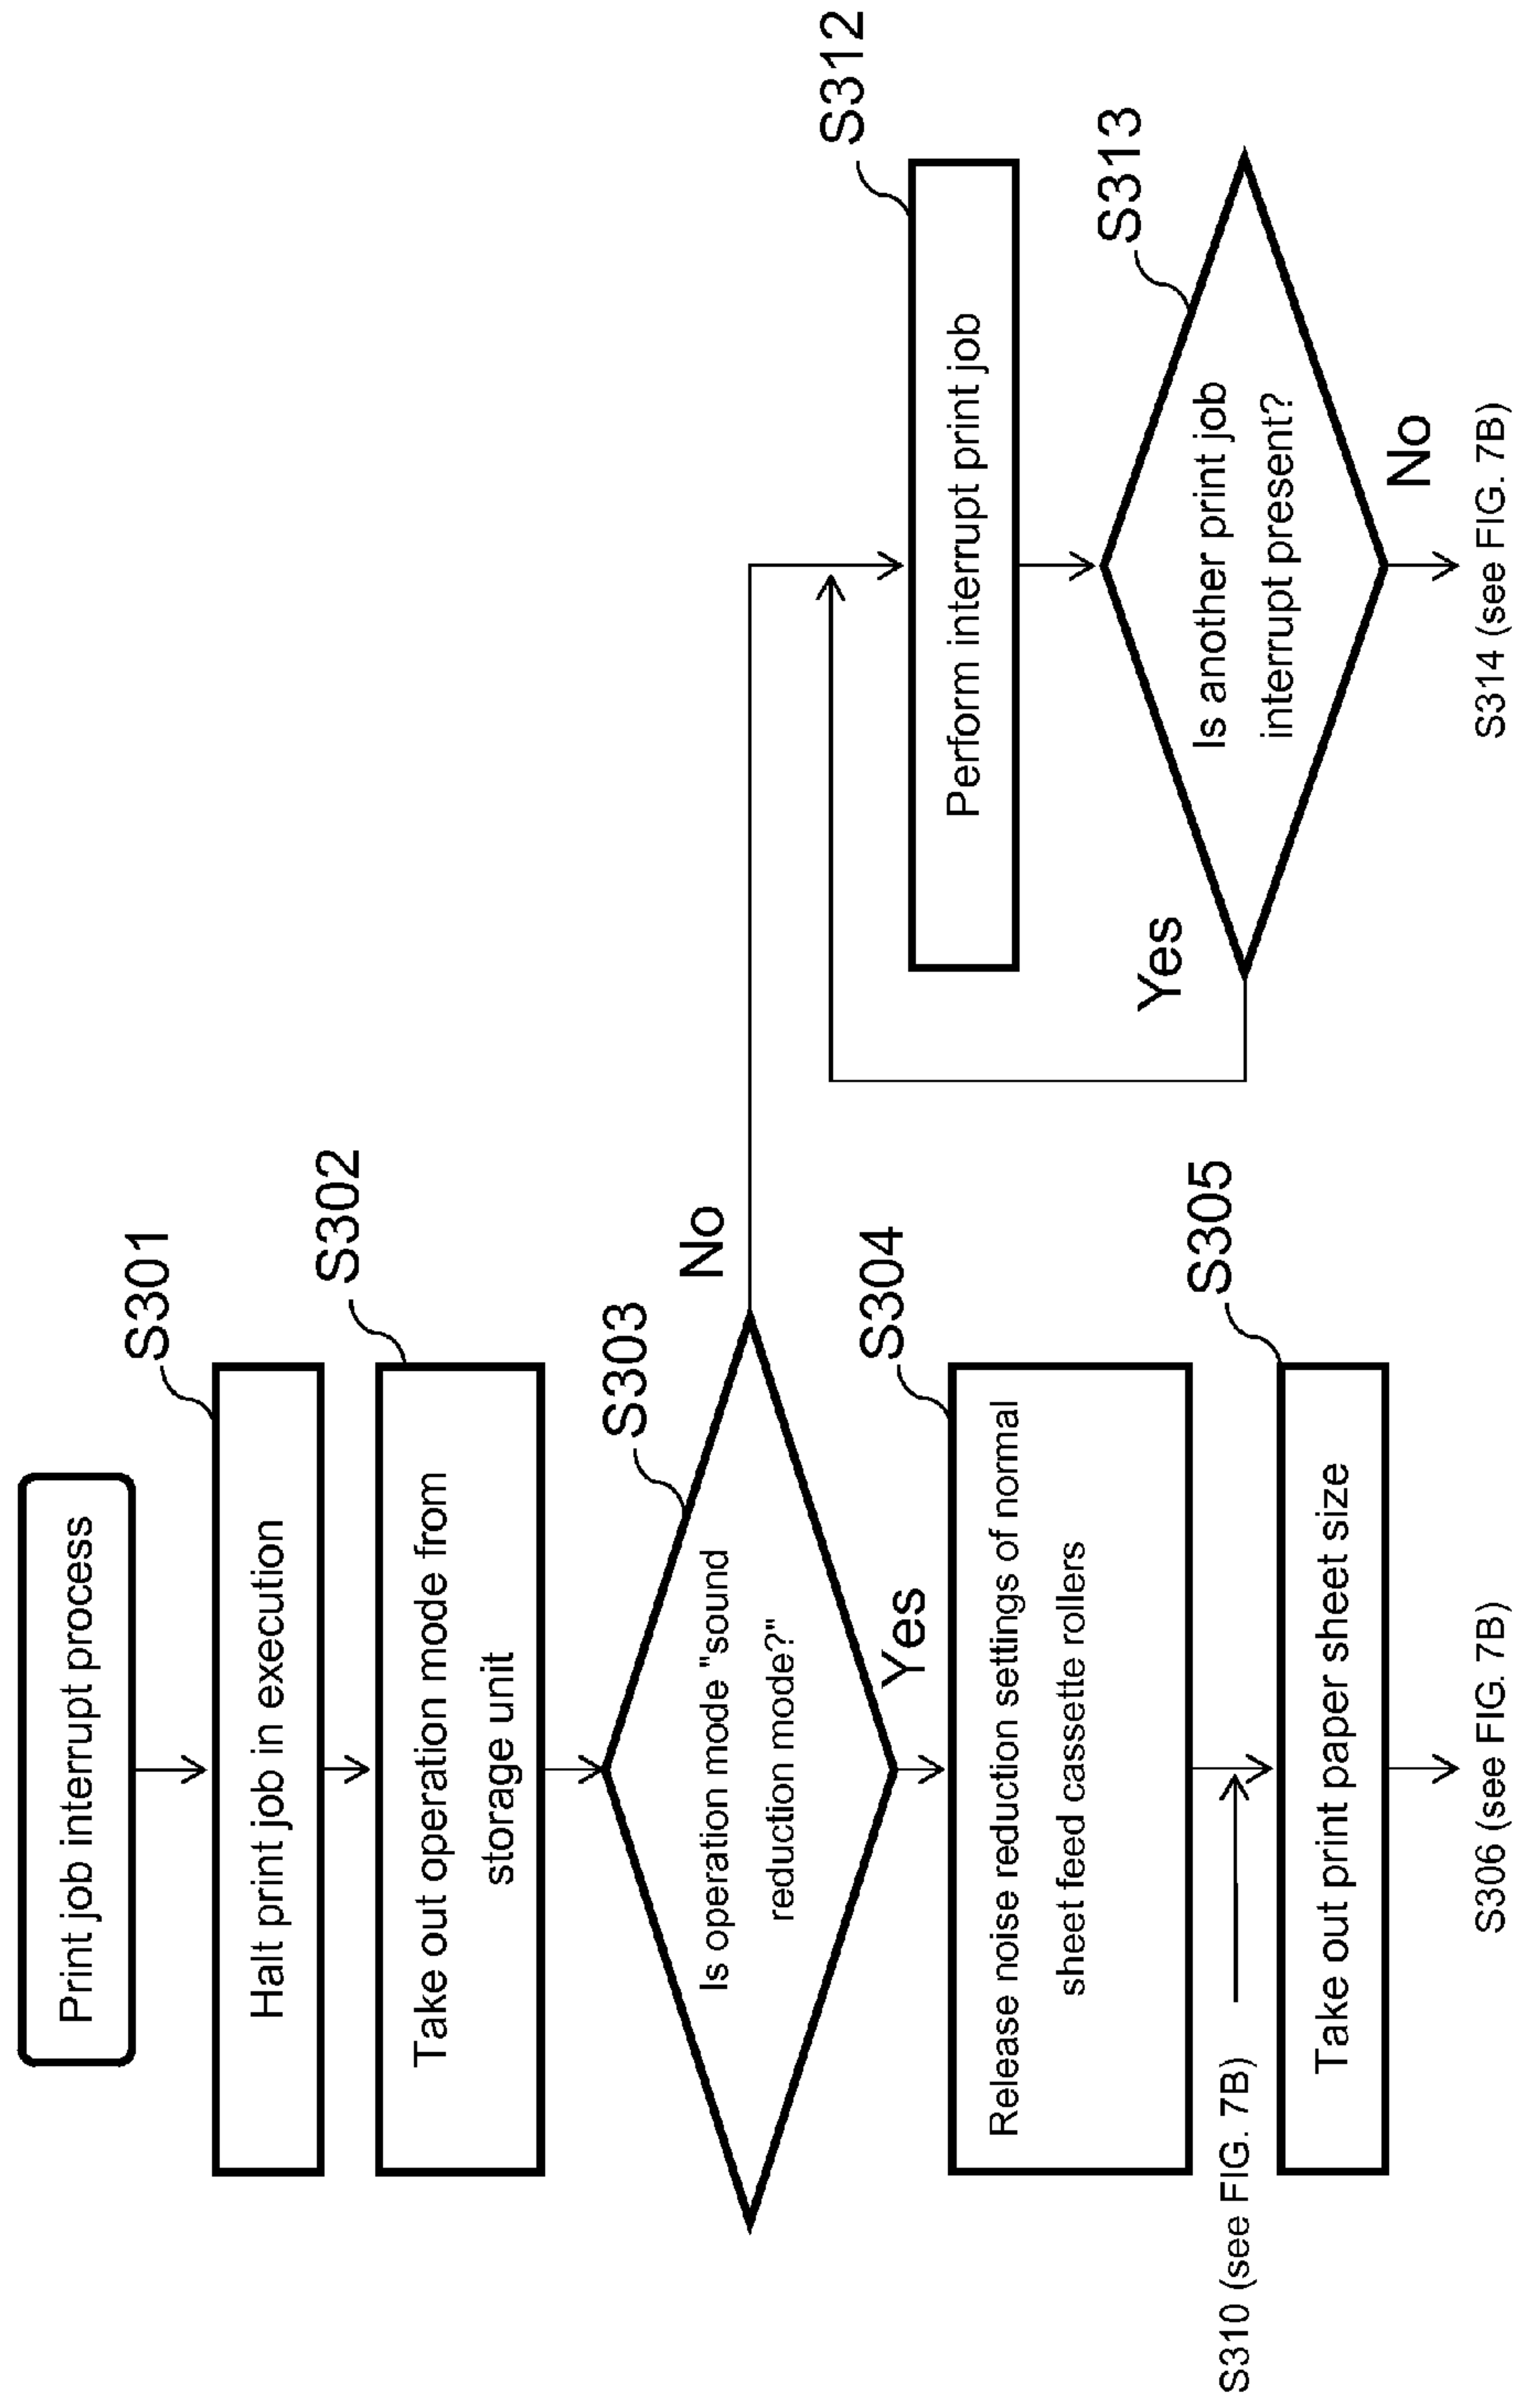 Print job interrupt process
S301
Halt print job in execution
S302
Take out operation mode from
storage unit
S303
Is operation mode "sound
reduction mode?"
No
Yes
S304
Release noise reduction settings of normal
sheet feed cassette rollers
S310 (see FIG. 7B)
S305
Take out print paper sheet size
S306 (see FIG. 7B)
S312
Perform interrupt print job
S313
Is another print job
interrupt present?
Yes
No
S314 (see FIG. 7B)